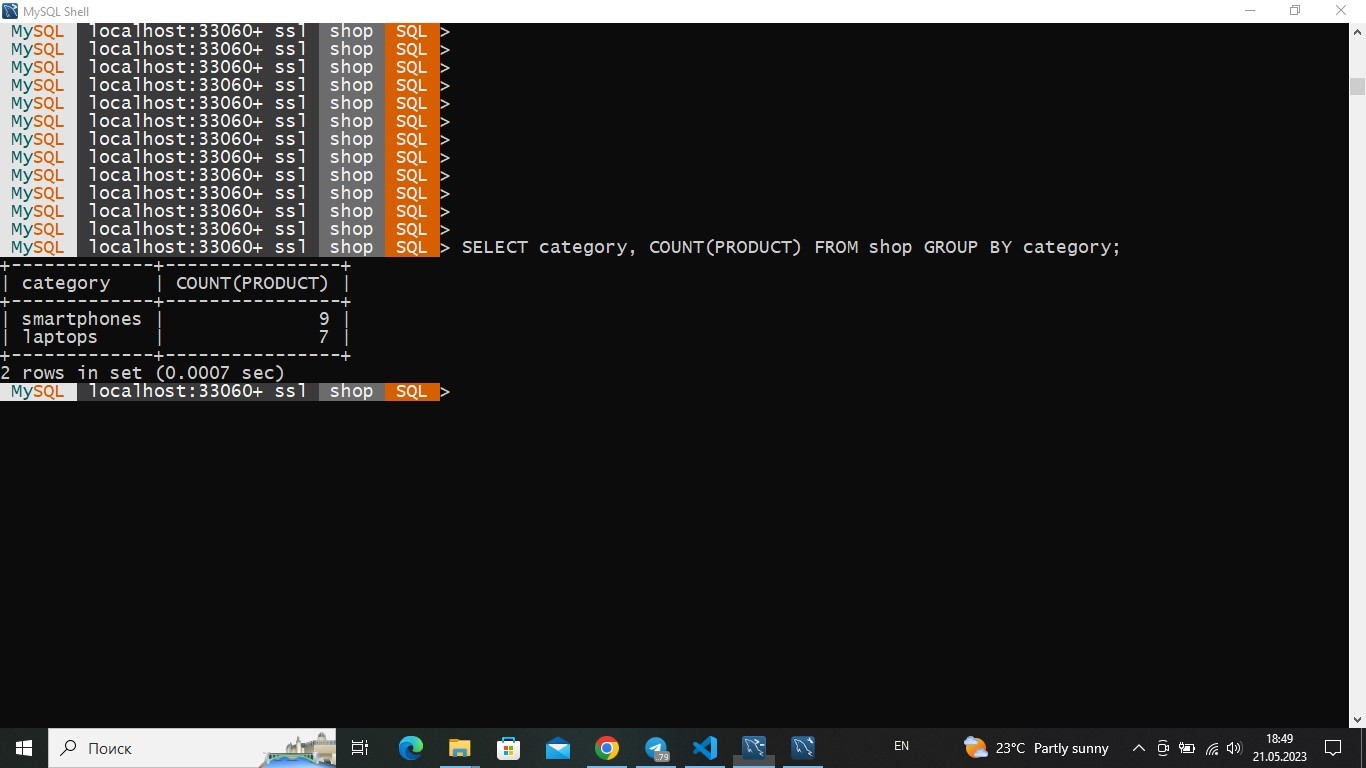 MySQL Shell
MySQL localhost:33060+ ssl shop SQL >
MySQL localhost:33060+ ssl shop SQL >
MySQL localhost:33060+ ssl shop SQL >
MySQL localhost:33060+ ssl shop SQL >
MySQL localhost:33060+ ssl shop SQL >
MySQL localhost:33060+ ssl shop SQL >
MySQL localhost:33060+ ssl shop SQL >
MySQL localhost:33060+ ssl shop SQL >
MySQL localhost:33060+ ssl shop SQL >
MySQL localhost:33060+ ssl shop SQL >
MySQL localhost:33060+ ssl shop SQL >
MySQL localhost:33060+ ssl shop SQL >
MySQL localhost:33060+ ssl shop SQL > SELECT category, COUNT(PRODUCT) FROM shop GROUP BY category;
+-------------+----------------+
| category    | COUNT(PRODUCT) |
+-------------+----------------+
| smartphones |              9 |
| laptops     |              7 |
+-------------+----------------+
2 rows in set (0.0007 sec)
MySQL localhost:33060+ ssl shop SQL >
Поиск
79
EN
23°C Partly sunny
18:49
21.05.2023